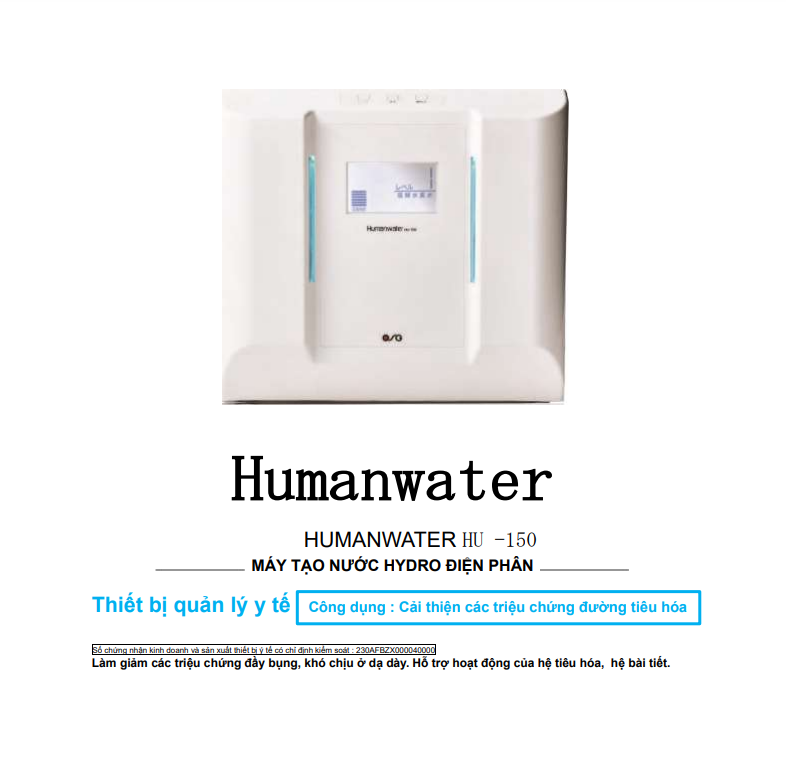 Humanwater HU-150
OSG
Humanwater
HUMANWATER HU -150
MÁY TẠO NƯỚC HYDRO ĐIỆN PHÂN
Thiết bị quản lý y tế
Công dụng : Cải thiện các triệu chứng đường tiêu hóa
Số chứng nhận kinh doanh và sản xuất thiết bị ý tế có chỉ định kiểm soát : 230AFBZX000040000
Làm giảm các triệu chứng đầy bụng, khó chịu ở dạ dày. Hỗ trợ hoạt động của hệ tiêu hóa, hệ bài tiết.